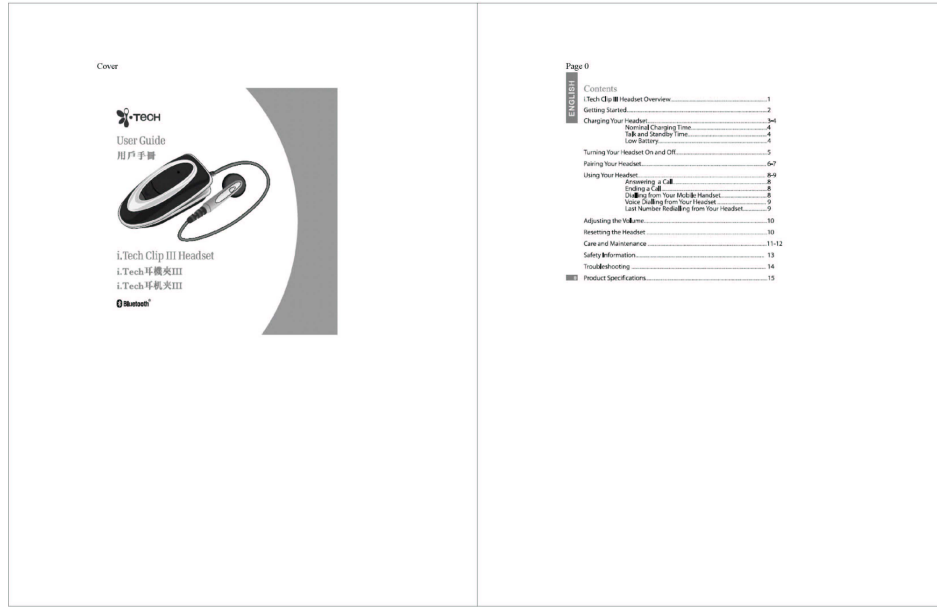 Cover
i·TECH
User Guide
用戶手冊
i.Tech Clip III Headset
i.Tech耳機夾III
i.Tech耳机夹III
Bluetooth®
Page 0
ENGLISH
Contents
i.Tech Clip III Headset Overview 1
Getting Started 2
Charging Your Headset 3-4
Nominal Charging Time 4
Talk and Standby Time 4
Low Battery 4
Turning Your Headset On and Off 5
Pairing Your Headset 6-7
Using Your Headset 8-9
Answering a Call 8
Ending a Call 8
Dialling from Your Mobile Handset 8
Voice Dialling from Your Headset 9
Last Number Redialling from Your Headset 9
Adjusting the Volume 10
Resetting the Headset 10
Care and Maintenance 11-12
Safety Information 13
Troubleshooting 14
Product Specifications 15